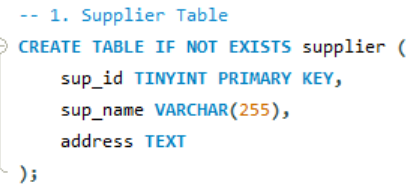 -- 1. Supplier Table
CREATE TABLE IF NOT EXISTS supplier (
sup_id TINYINT PRIMARY KEY,
sup_name VARCHAR(255),
address TEXT
);